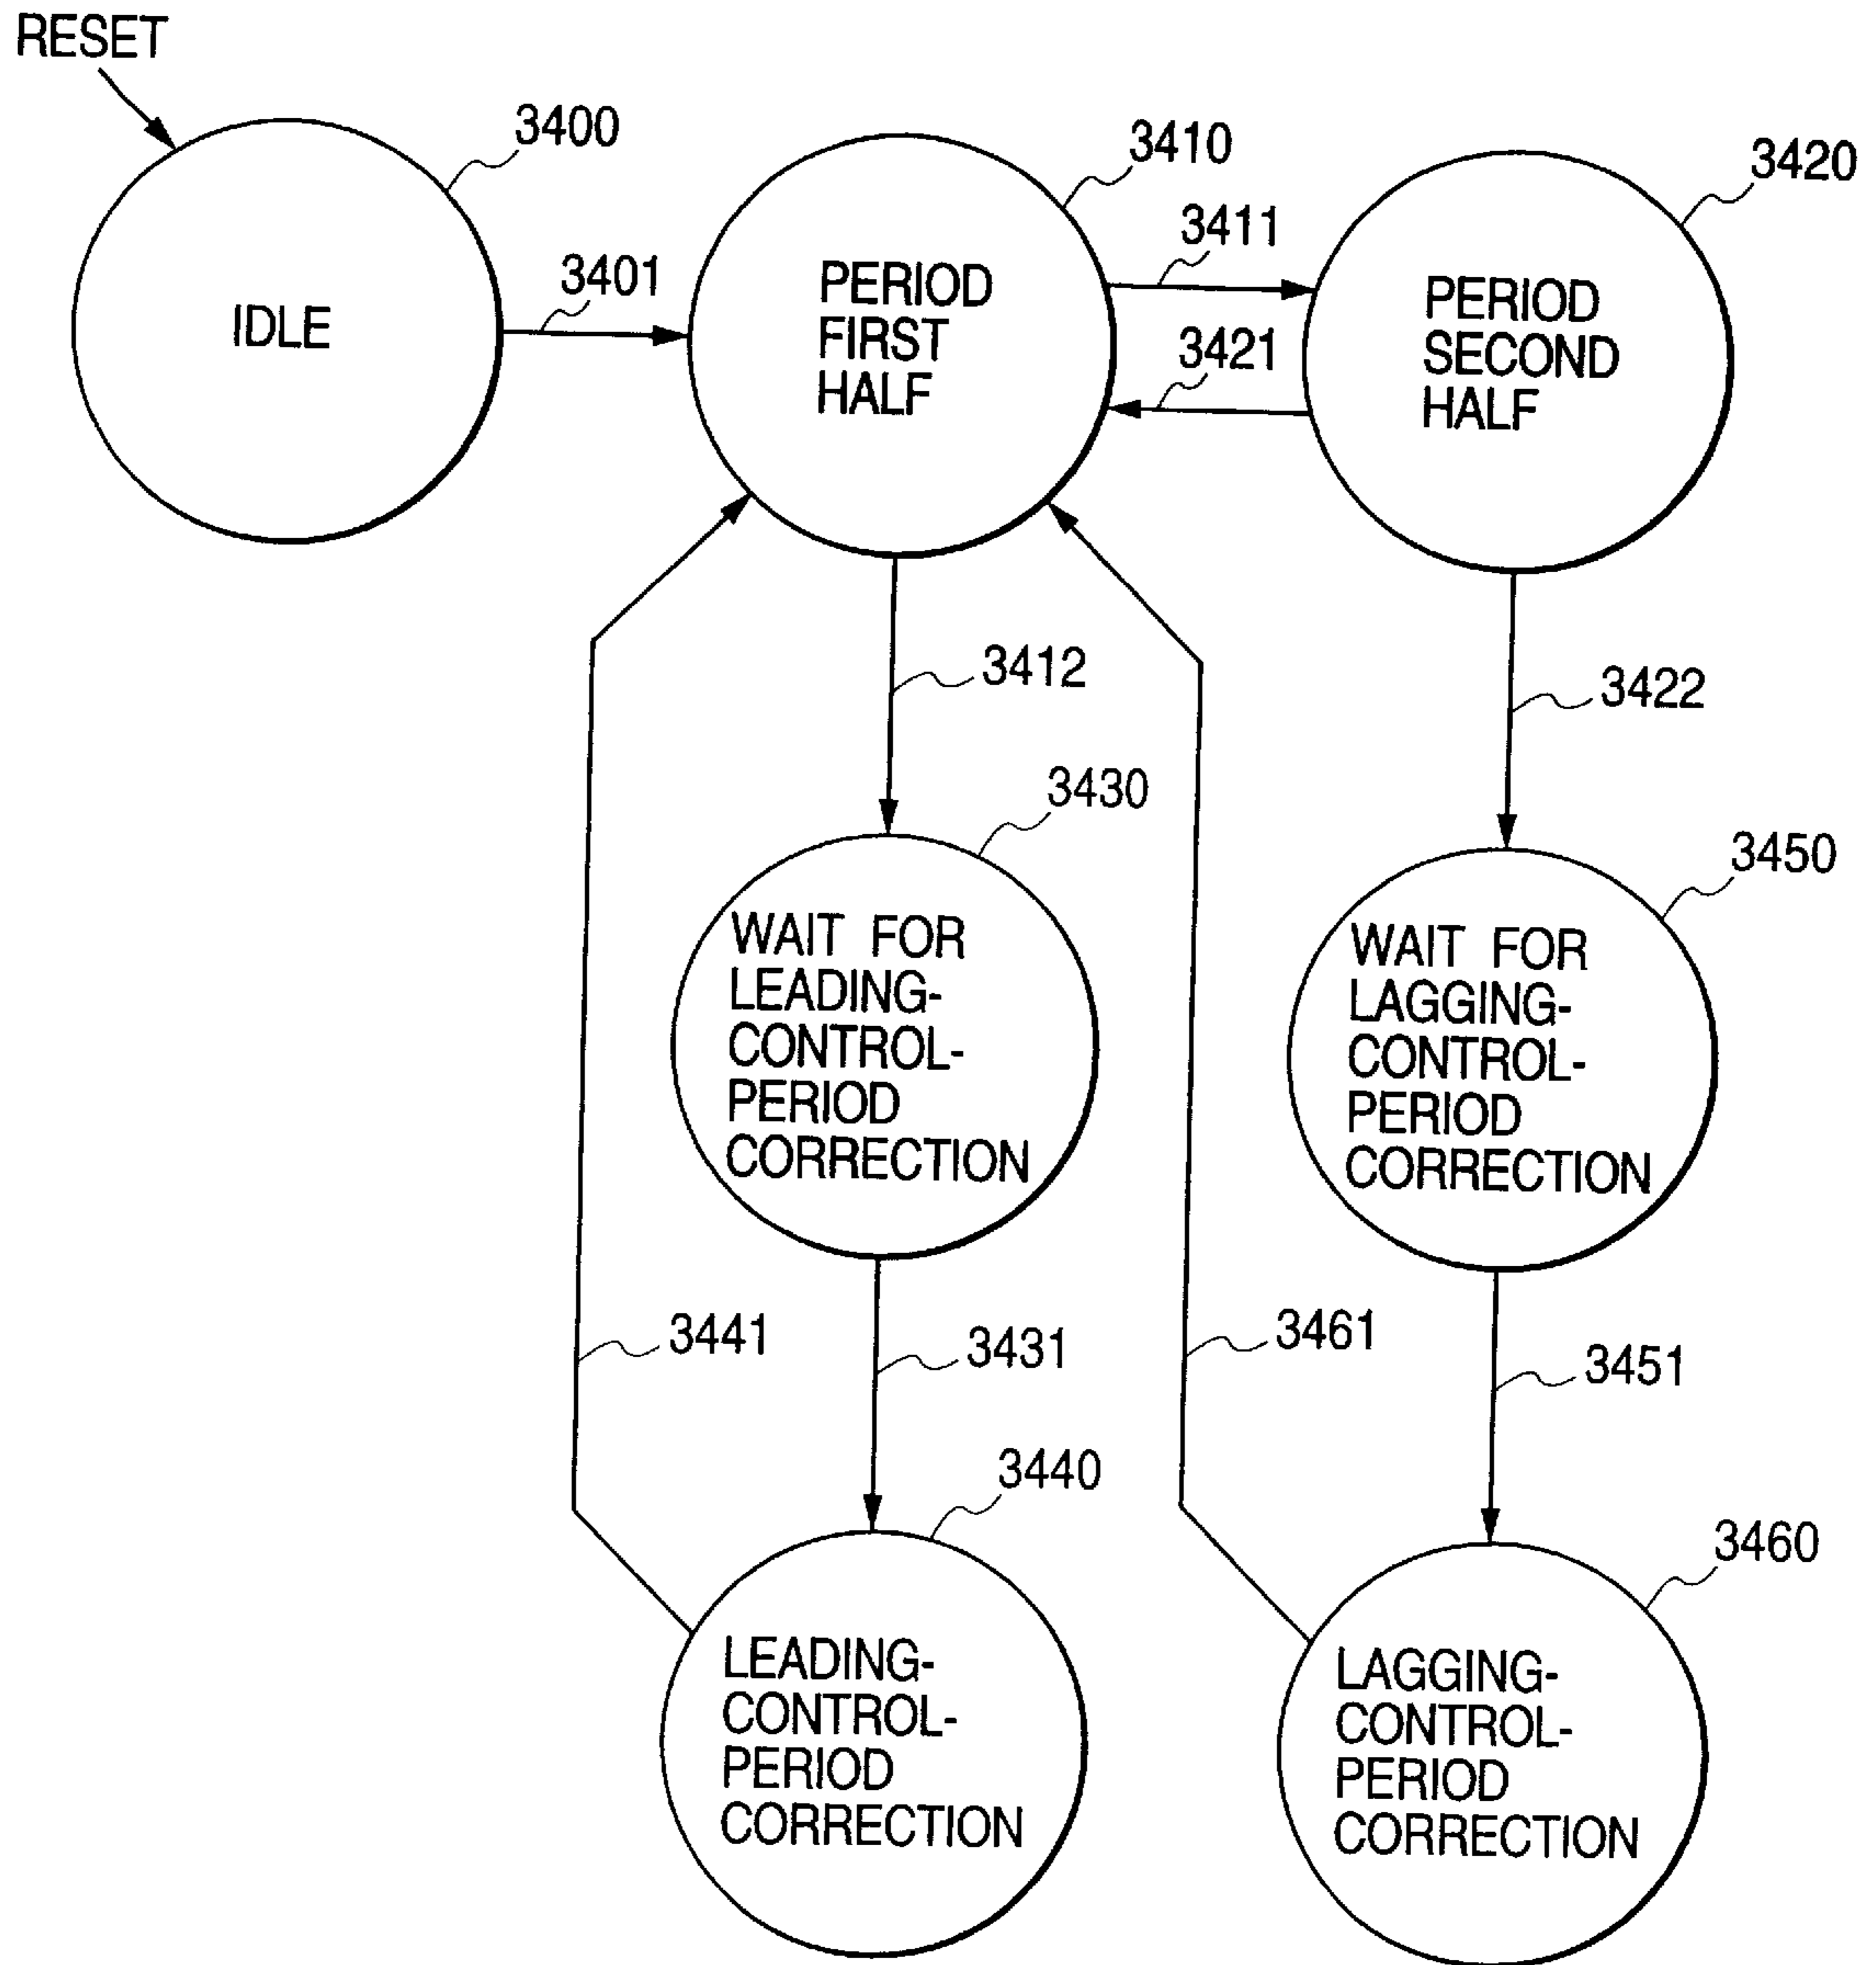 RESET
3400
3410
3420
3401
3411
3421
IDLE
PERIOD
FIRST
HALF
PERIOD
SECOND
HALF
3412
3422
3430
3450
WAIT FOR
LEADING-
CONTROL-
PERIOD
CORRECTION
WAIT FOR
LAGGING-
CONTROL-
PERIOD
CORRECTION
3441
3431
3461
3451
3440
3460
LEADING-
CONTROL-
PERIOD
CORRECTION
LAGGING-
CONTROL-
PERIOD
CORRECTION